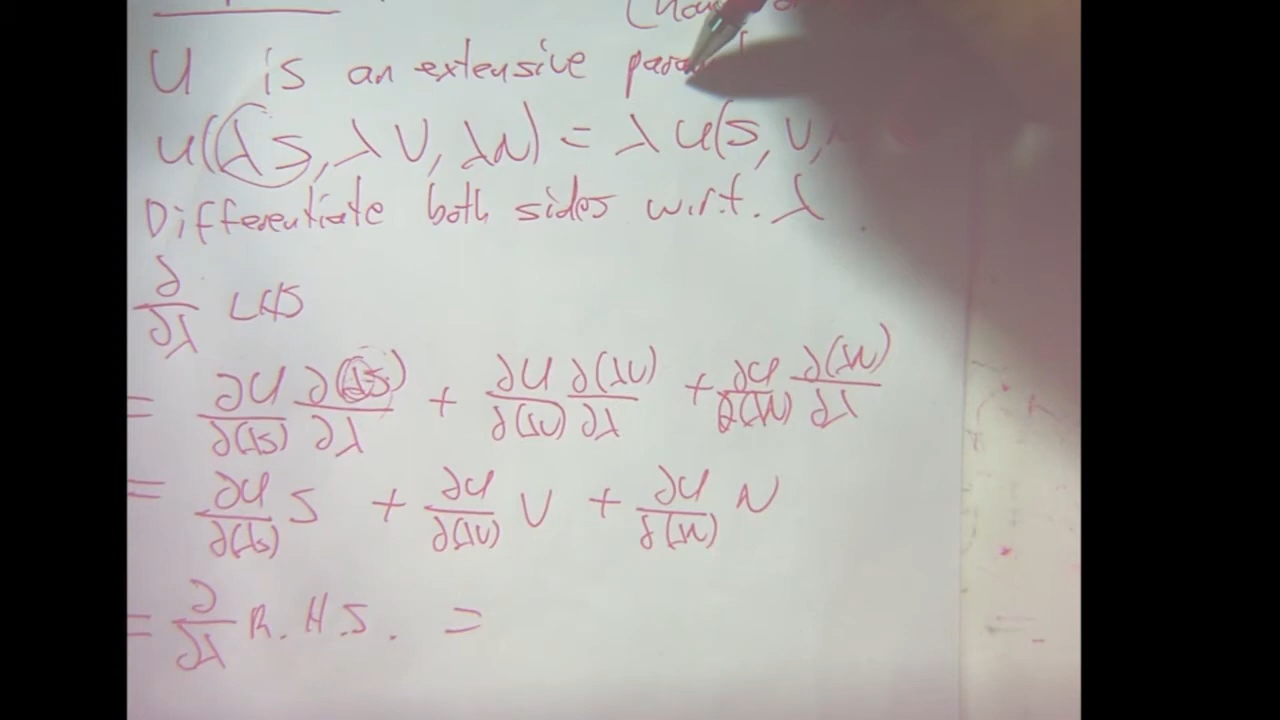 U is an extensive
U(λS, λV, λN) = λ U(S, V,
Differentiate both sides w.r.t. λ
∂/∂λ LHS
= ∂U/∂(λS) ∂(λS)/∂λ + ∂U/∂(λV) ∂(λV)/∂λ + ∂U/∂(λN) ∂(λN)/∂λ
= ∂U/∂(λS) S + ∂U/∂(λV) V + ∂U/∂(λN) N
= ∂/∂λ R.H.S. =